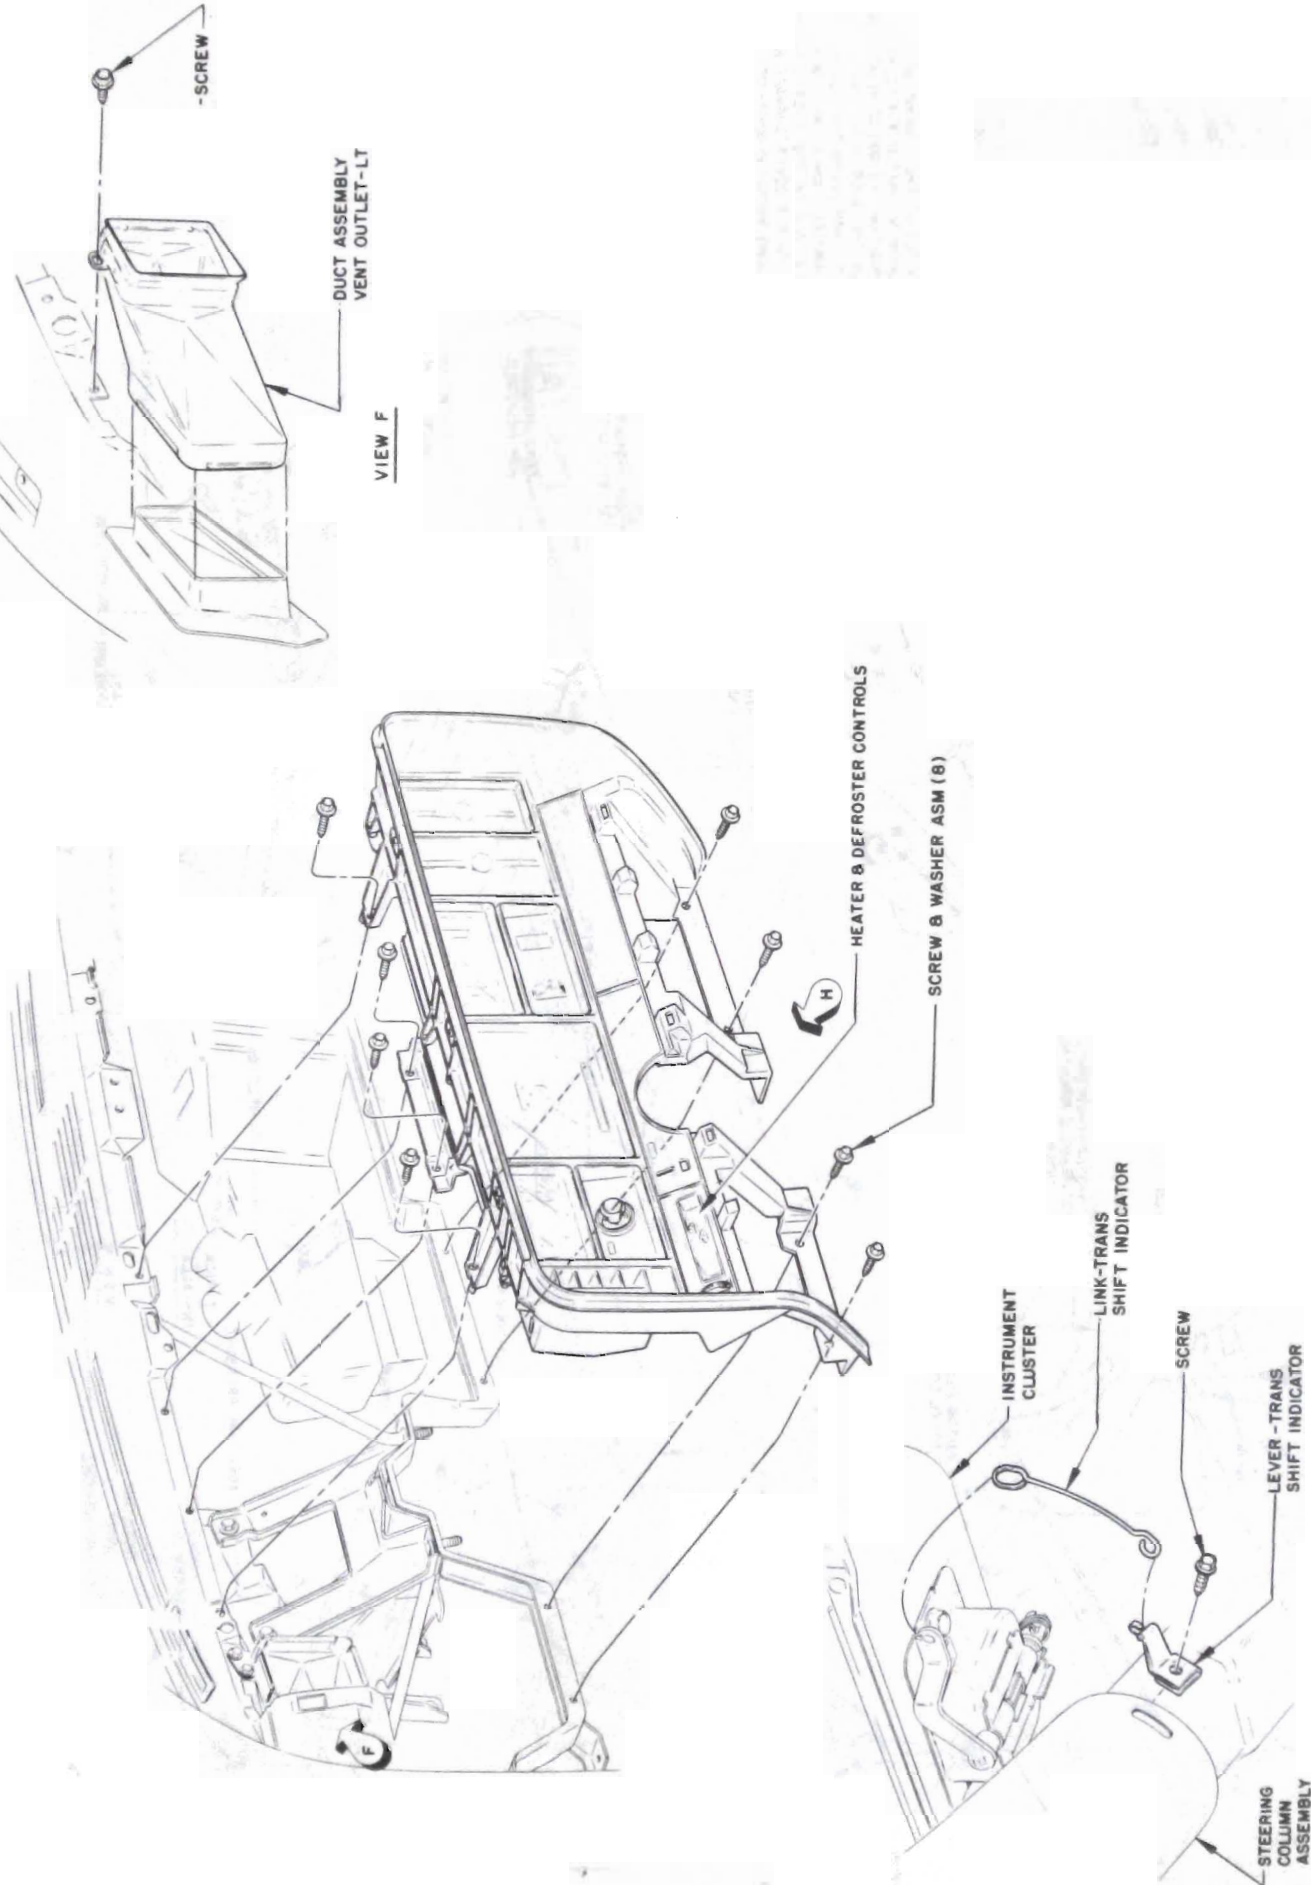 -SCREW
DUCT ASSEMBLY
VENT OUTLET-LT
VIEW F
HEATER & DEFROSTER CONTROLS
SCREW & WASHER ASM (8)
H
F
INSTRUMENT
CLUSTER
LINK-TRANS
SHIFT INDICATOR
SCREW
LEVER-TRANS
SHIFT INDICATOR
STEERING
COLUMN
ASSEMBLY